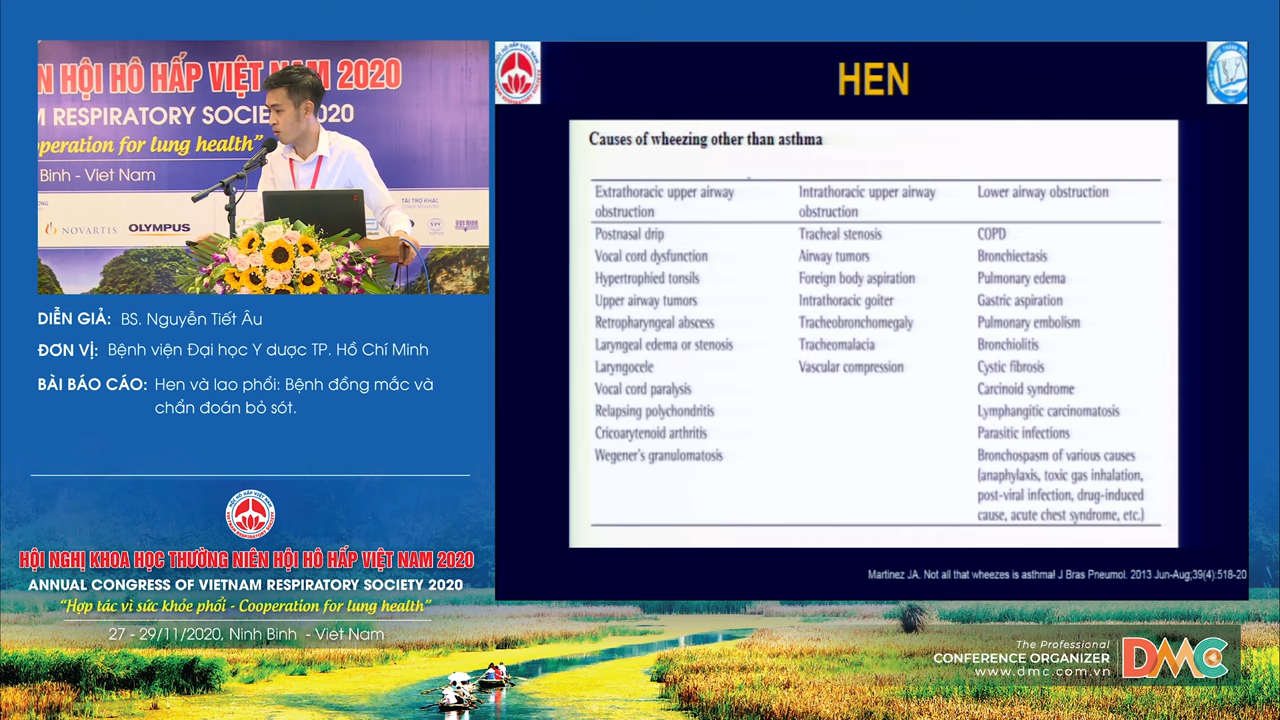 N HỘI HÔ HẤP VIỆT NAM 2020
M RESPIRATORY SOCIE 2020
operation for lung health”
Binh - Viet Nam
TÀI TRỢ KHÁC
NOVARTIS
OLYMPUS
DIỄN GIẢ: BS. Nguyễn Tiết Âu
ĐƠN VỊ: Bệnh viện Đại học Y dược TP. Hồ Chí Minh
BÀI BÁO CÁO: Hen và lao phổi: Bệnh đồng mắc và
chẩn đoán bỏ sót.
HỘI NGHỊ KHOA HỌC THƯỜNG NIÊN HỘI HÔ HẤP VIỆT NAM 2020
ANNUAL CONGRESS OF VIETNAM RESPIRATORY SOCIETY 2020
“Hợp tác vì sức khỏe phổi - Cooperation for lung health”
27 - 29/11/2020, Ninh Binh - Viet Nam
HEN
Causes of wheezing other than asthma
Extrathoracic upper airway
obstruction
Postnasal drip
Vocal cord dysfunction
Hypertrophied tonsils
Upper airway tumors
Retropharyngeal abscess
Laryngeal edema or stenosis
Laryngocele
Vocal cord paralysis
Relapsing polychondritis
Cricoarytenoid arthritis
Wegener's granulomatosis
Intrathoracic upper airway
obstruction
Tracheal stenosis
Airway tumors
Foreign body aspiration
Intrathoracic goiter
Tracheobronchomegaly
Tracheomalacia
Vascular compression
Lower airway obstruction
COPD
Bronchiectasis
Pulmonary edema
Gastric aspiration
Pulmonary embolism
Bronchiolitis
Cystic fibrosis
Carcinoid syndrome
Lymphangitic carcinomatosis
Parasitic infections
Bronchospasm of various causes
(anaphylaxis, toxic gas inhalation,
post-viral infection, drug-induced
cause, acute chest syndrome, etc.)
Martinez JA. Not all that wheezes is asthma! J Bras Pneumol. 2013 Jun-Aug;39(4):518-20
The Professional
CONFERENCE ORGANIZER
www.dmc.com.vn
DMC